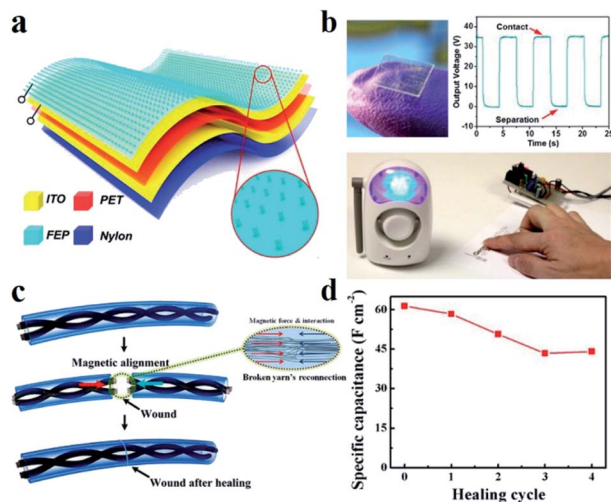 a
ITO PET
FEP Nylon
b
Output Voltage (V)
40
30
20
10
0
Contact
Separation
0 5 10 15 20 25
Time (s)
c
Magnetic alignment
Magnetic force & interaction
Broken yarn's reconnection
Wound
Wound after healing
d
Specific capacitance (F cm⁻²)
60
45
30
15
0
0 1 2 3 4
Healing cycle